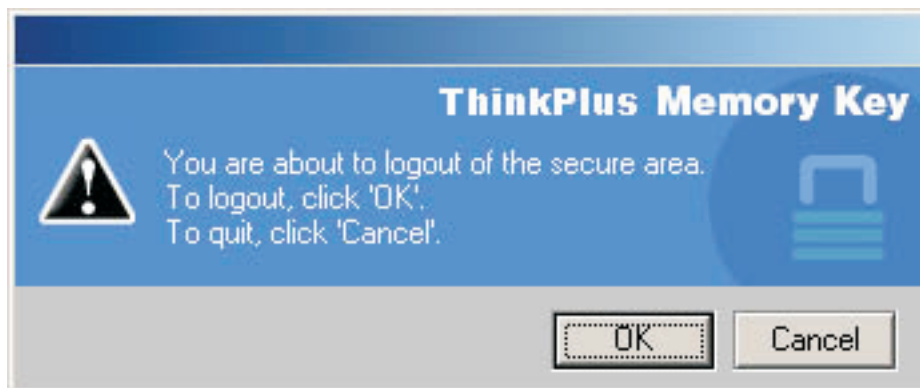 ThinkPlus Memory Key
You are about to logout of the secure area.
To logout, click 'OK'.
To quit, click 'Cancel'.
OK
Cancel